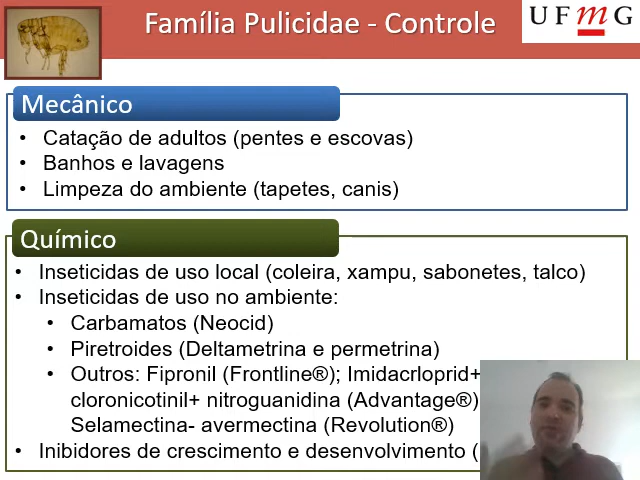 Família Pulicidae - Controle
UFmG
Mecânico
• Catação de adultos (pentes e escovas)
• Banhos e lavagens
• Limpeza do ambiente (tapetes, canis)
Químico
• Inseticidas de uso local (coleira, xampu, sabonetes, talco)
• Inseticidas de uso no ambiente:
• Carbamatos (Neocid)
• Piretroides (Deltametrina e permetrina)
• Outros: Fipronil (Frontline®); Imidacrloprid+
cloronicotinil+ nitroguanidina (Advantage®)
Selamectina- avermectina (Revolution®)
• Inibidores de crescimento e desenvolvimento (